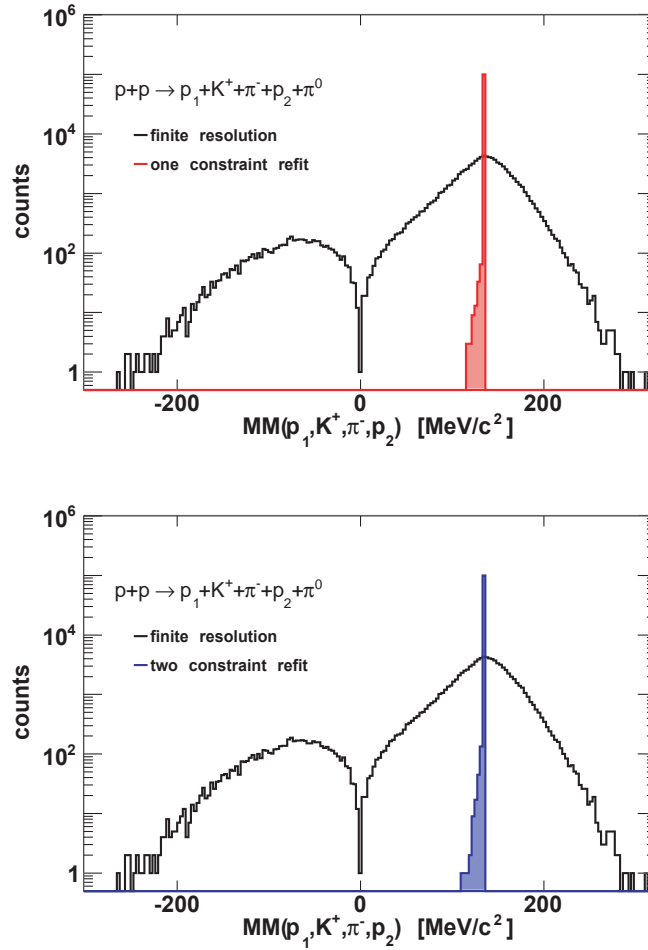 10⁶
p+p → p₁+K⁺+π⁻+p₂+π⁰
finite resolution
one constraint refit
10⁴
counts
10²
1
-200 0 200
MM(p₁,K⁺,π⁻,p₂) [MeV/c²]
10⁶
p+p → p₁+K⁺+π⁻+p₂+π⁰
finite resolution
two constraint refit
10⁴
counts
10²
1
-200 0 200
MM(p₁,K⁺,π⁻,p₂) [MeV/c²]